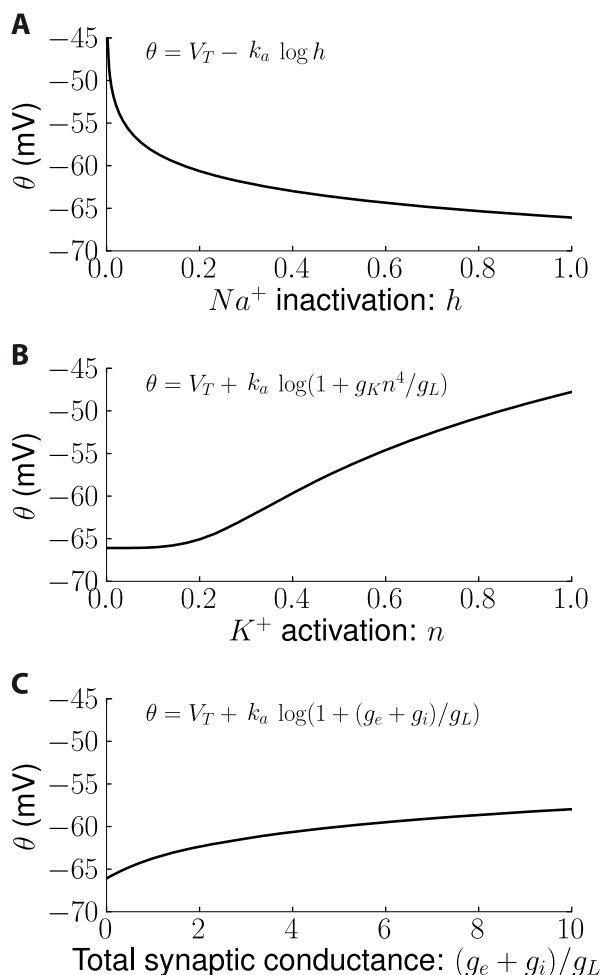 A
θ = V_T − k_a log h
−45
−50
−55
−60
−65
−70
θ (mV)
0.0 0.2 0.4 0.6 0.8 1.0
Na⁺ inactivation: h
B
θ = V_T + k_a log(1 + g_K n⁴/g_L)
−45
−50
−55
−60
−65
−70
θ (mV)
0.0 0.2 0.4 0.6 0.8 1.0
K⁺ activation: n
C
θ = V_T + k_a log(1 + (g_e + g_i)/g_L)
−45
−50
−55
−60
−65
−70
θ (mV)
0 2 4 6 8 10
Total synaptic conductance: (g_e + g_i)/g_L